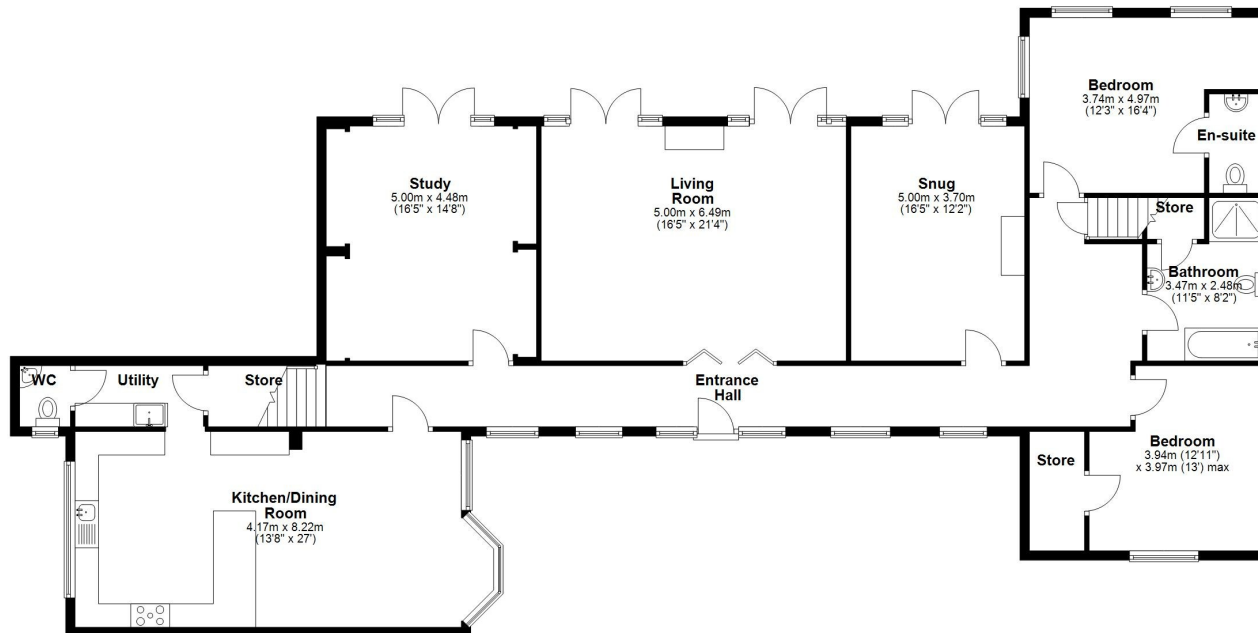 Bedroom
3.74m x 4.97m
(12'3" x 16'4")
En-suite
Study
5.00m x 4.48m
(16'5" x 14'8")
Living
Room
5.00m x 6.49m
(16'5" x 21'4")
Snug
5.00m x 3.70m
(16'5" x 12'2")
Store
Bathroom
3.47m x 2.48m
(11'5" x 8'2")
WC
Utility
Store
Entrance
Hall
Bedroom
3.94m (12'11")
x 3.97m (13') max
Store
Kitchen/Dining
Room
4.17m x 8.22m
(13'8" x 27')